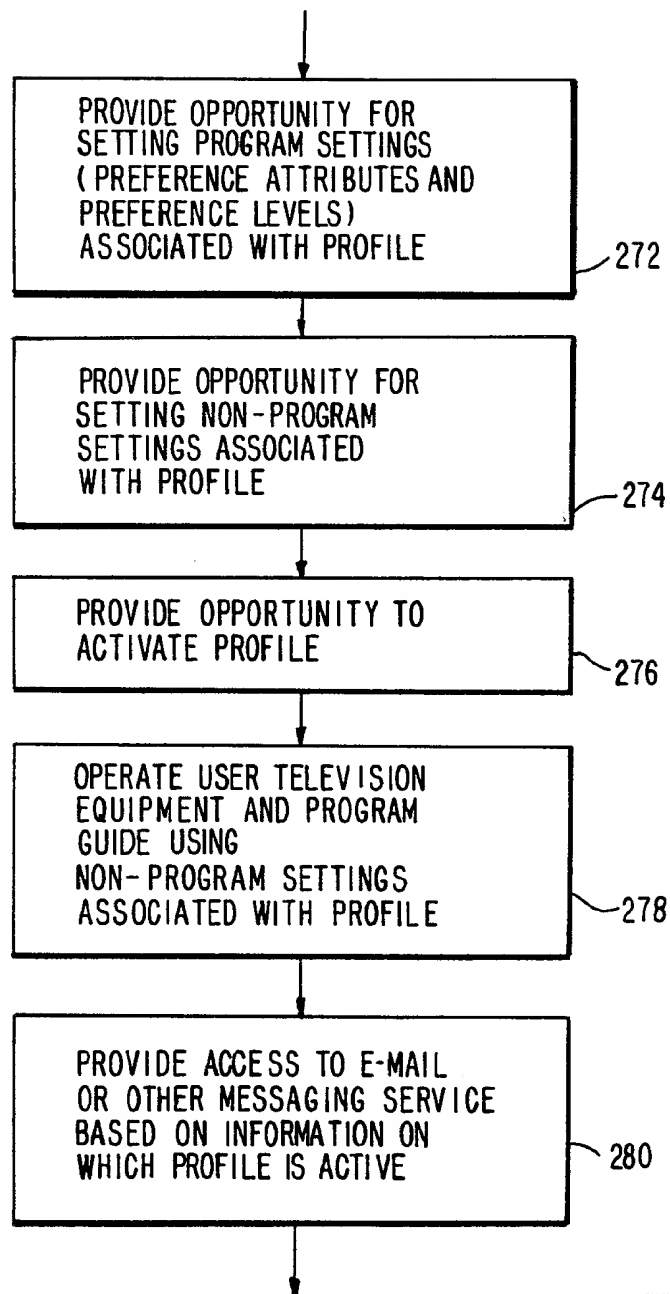 PROVIDE OPPORTUNITY FOR
SETTING PROGRAM SETTINGS
(PREFERENCE ATTRIBUTES AND
PREFERENCE LEVELS)
ASSOCIATED WITH PROFILE
272
PROVIDE OPPORTUNITY FOR
SETTING NON-PROGRAM
SETTINGS ASSOCIATED
WITH PROFILE
274
PROVIDE OPPORTUNITY TO
ACTIVATE PROFILE
276
OPERATE USER TELEVISION
EQUIPMENT AND PROGRAM
GUIDE USING
NON-PROGRAM SETTINGS
ASSOCIATED WITH PROFILE
278
PROVIDE ACCESS TO E-MAIL
OR OTHER MESSAGING SERVICE
BASED ON INFORMATION ON
WHICH PROFILE IS ACTIVE
280